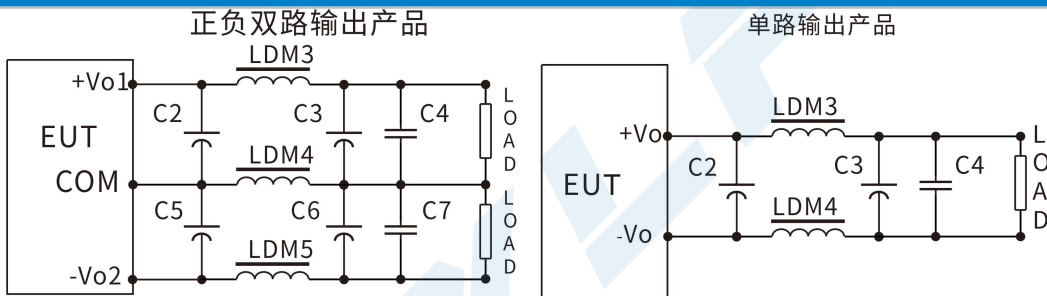 正负双路输出产品
LDM3
+Vo1
C2
C3
C4
LOAD
EUT
LDM4
COM
C5
C6
C7
LOAD
LDM5
-Vo2
单路输出产品
LDM3
+Vo
C2
C3
C4
LOAD
EUT
LDM4
-Vo